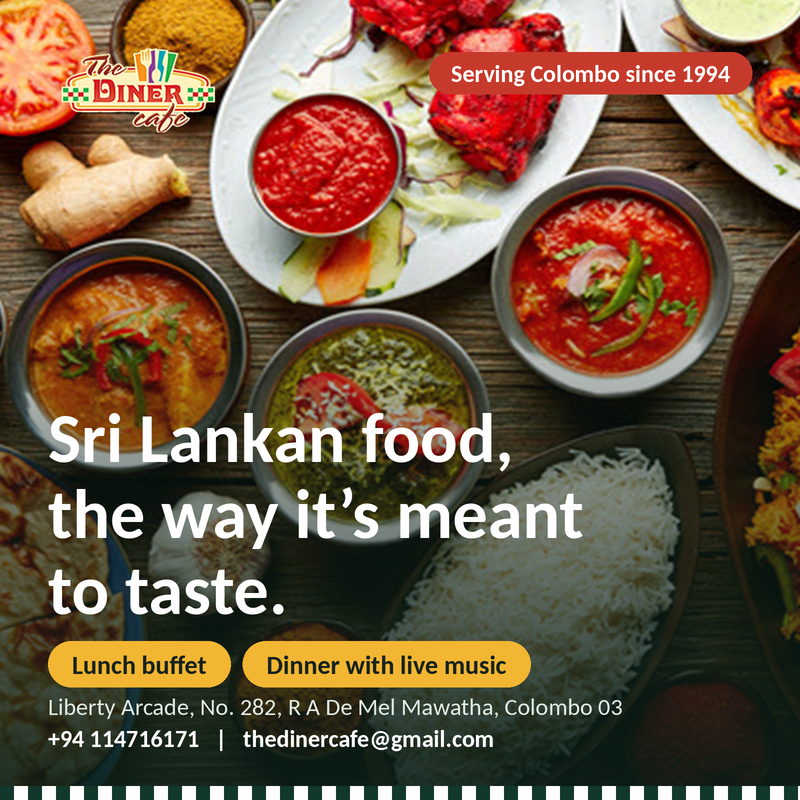 The
DINER
cafe
Serving Colombo since 1994
Sri Lankan food,
the way it’s meant
to taste.
Lunch buffet
Dinner with live music
Liberty Arcade, No. 282, R A De Mel Mawatha, Colombo 03
+94 114716171 | thedinercafe@gmail.com